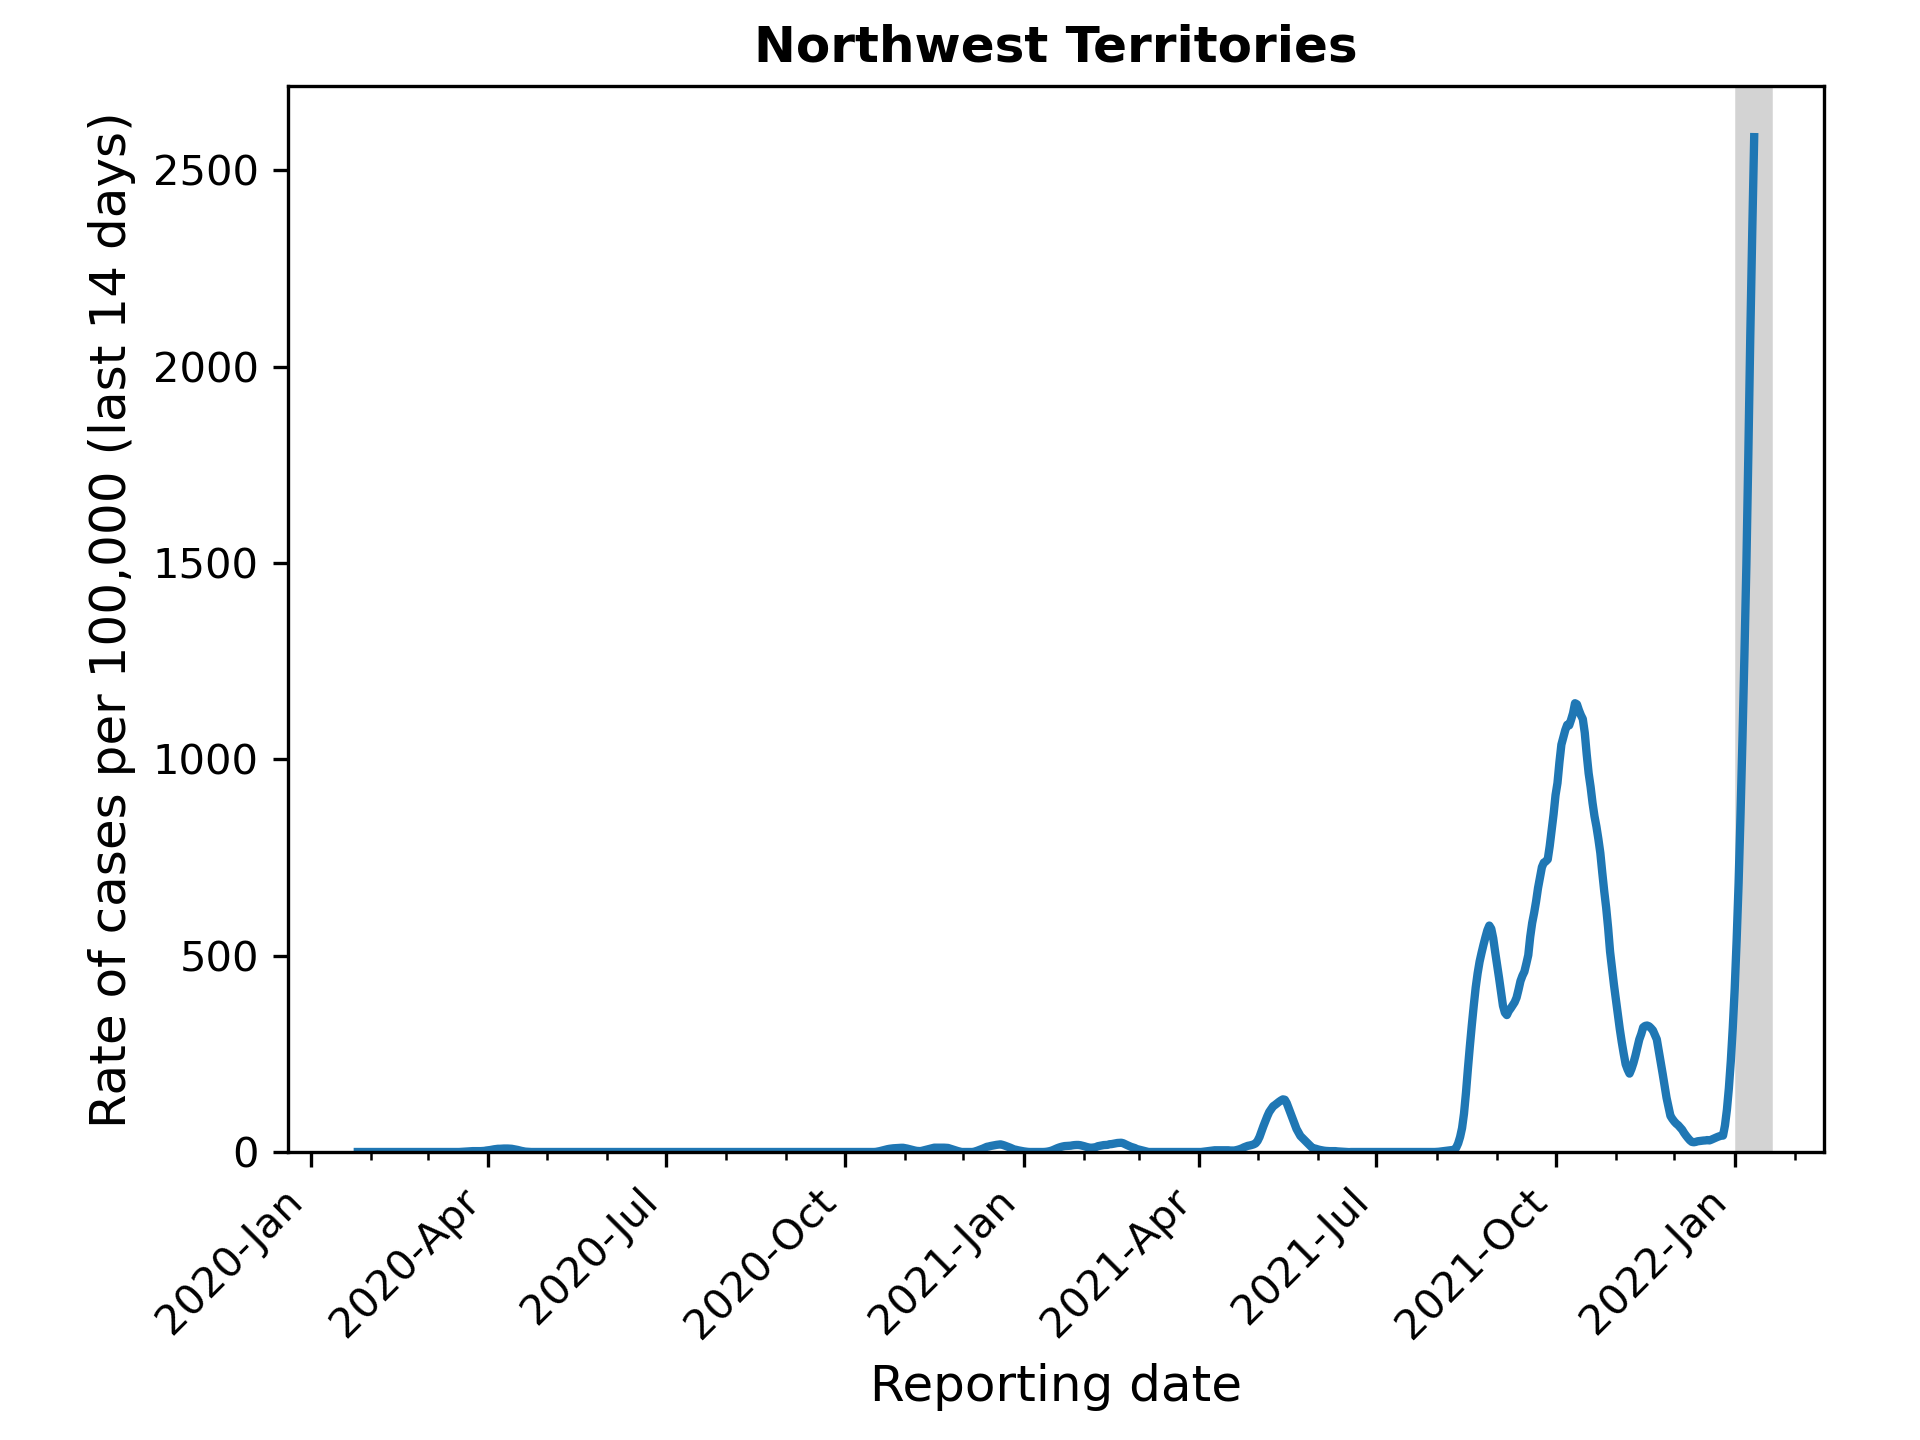 Northwest Territories
Rate of cases per 100,000 (last 14 days)
2500
2000
1500
1000
500
0
2020-Jan
2020-Apr
2020-Jul
2020-Oct
2021-Jan
2021-Apr
2021-Jul
2021-Oct
2022-Jan
Reporting date